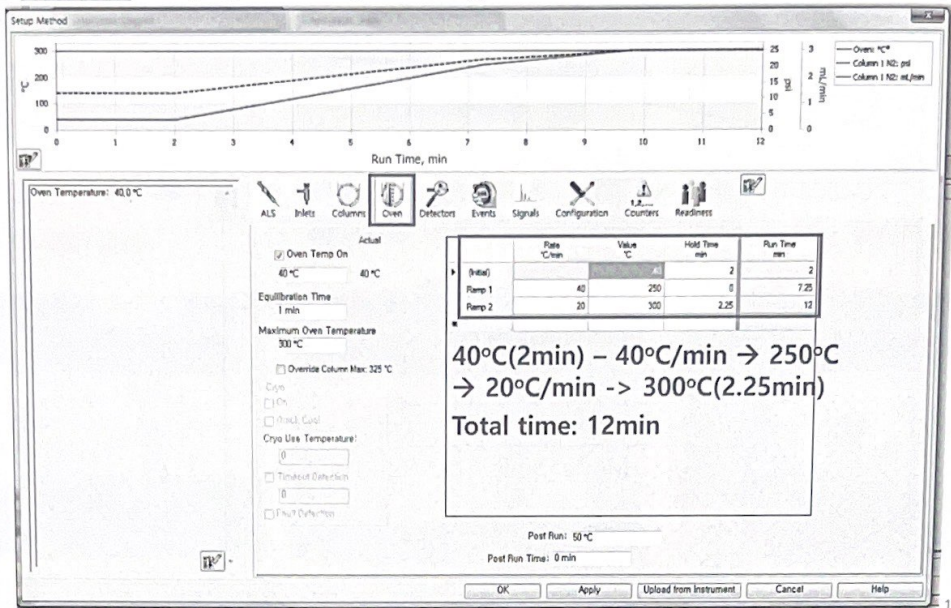 Setup Method
300
200
100
0
°C
0 1 2 3 4 5 6 7 8 9 10 11 12
Run Time, min
25
20
15
10
5
0
psi
3
2
1
0
mL/min
Oven: °C*
Column 1 N2: psi
Column 1 N2: mL/min
Oven Temperature: 40.0 °C
ALS Inlets Columns Oven Detectors Events Signals Configuration Counters Readiness
Actual
Oven Temp On
40 °C 40 °C
Equilibration Time
1 min
Maximum Oven Temperature
300 °C
Override Column Max: 325 °C
Cryo
On
Quick Cool
Cryo Use Temperature:
0
Timeout Detection
0
Fault Detection
Rate °C/min Value °C Hold Time min Run Time min
(Initial) 40 2 2
Ramp 1 40 250 0 7.25
Ramp 2 20 300 2.25 12
40°C(2min) – 40°C/min → 250°C
→ 20°C/min -> 300°C(2.25min)
Total time: 12min
Post Run: 50 °C
Post Run Time: 0 min
OK Apply Upload from Instrument Cancel Help